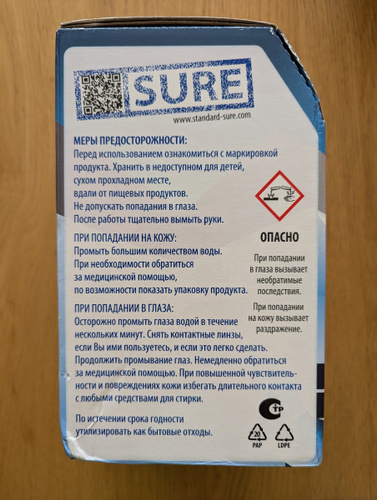 SURE
www.standard-sure.com
МЕРЫ ПРЕДОСТОРОЖНОСТИ:
Перед использованием ознакомиться с маркировкой
продукта. Хранить в недоступном для детей,
сухом прохладном месте,
вдали от пищевых продуктов.
Не допускать попадания в глаза.
После работы тщательно вымыть руки.
ПРИ ПОПАДАНИИ НА КОЖУ:
Промыть большим количеством воды.
При необходимости обратиться
за медицинской помощью,
по возможности показать упаковку продукта.
ПРИ ПОПАДАНИИ В ГЛАЗА:
Осторожно промыть глаза водой в течение
нескольких минут. Снять контактные линзы,
если Вы ими пользуетесь, и если это легко сделать.
Продолжить промывание глаз. Немедленно обратиться
за медицинской помощью. При повышенной чувствитель-
ности и повреждениях кожи избегать длительного контакта
с любыми средствами для стирки.
По истечении срока годности
утилизировать как бытовые отходы.
ОПАСНО
При попадании
в глаза вызывает
необратимые
последствия.
При попадании
на кожу вызывает
раздражение.
СТР
20
PAP
4
LDPE